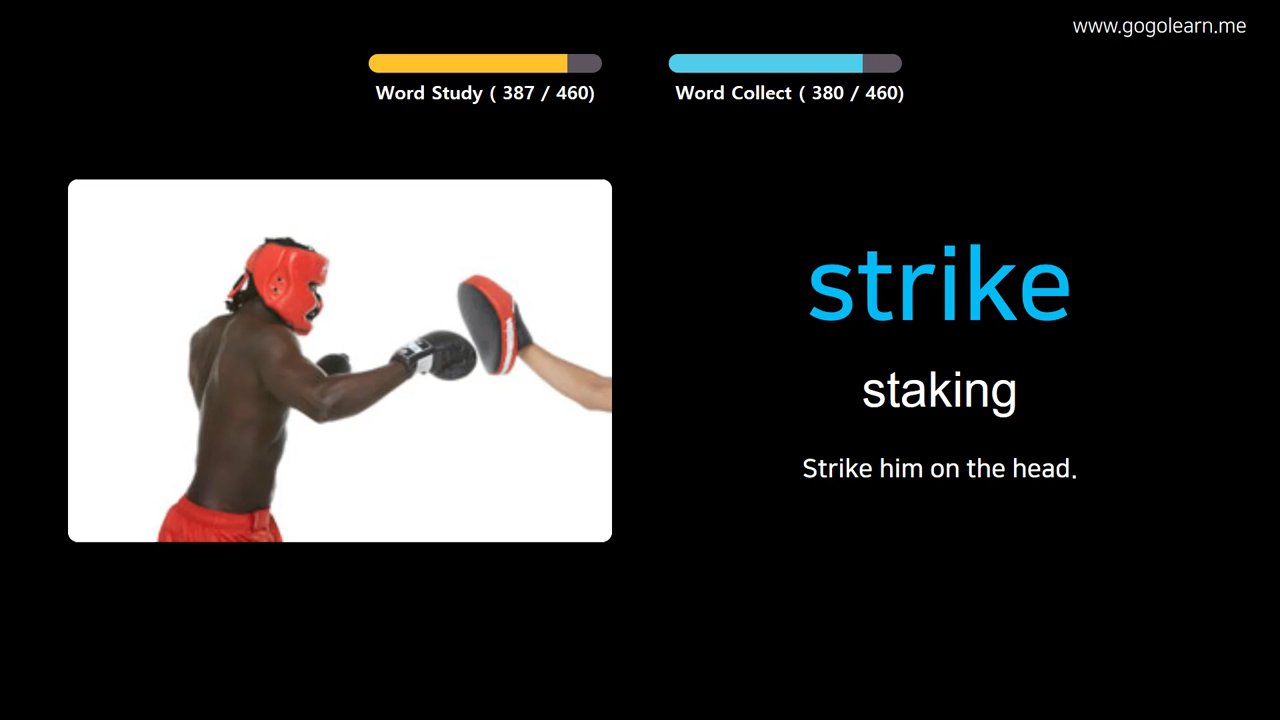 www.gogolearn.me
Word Study ( 387 / 460)
Word Collect ( 380 / 460)
strike
staking
Strike him on the head.